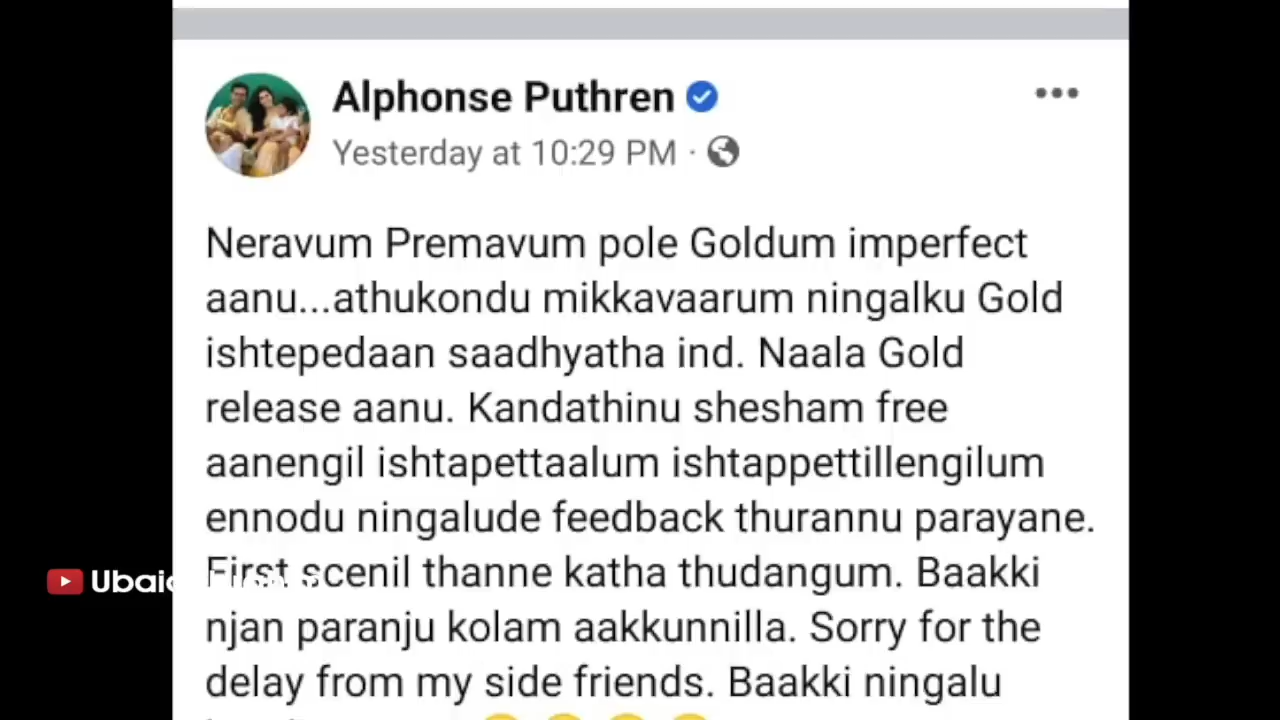 Alphonse Puthren
Yesterday at 10:29 PM ·
Neravum Premavum pole Goldum imperfect
aanu...athukondu mikkavaarum ningalku Gold
ishtepedaan saadhyatha ind. Naala Gold
release aanu. Kandathinu shesham free
aanengil ishtapettaalum ishtappettillengilum
ennodu ningalude feedback thurannu parayane.
First scenil thanne katha thudangum. Baakki
njan paranju kolam aakkunnilla. Sorry for the
delay from my side friends. Baakki ningalu